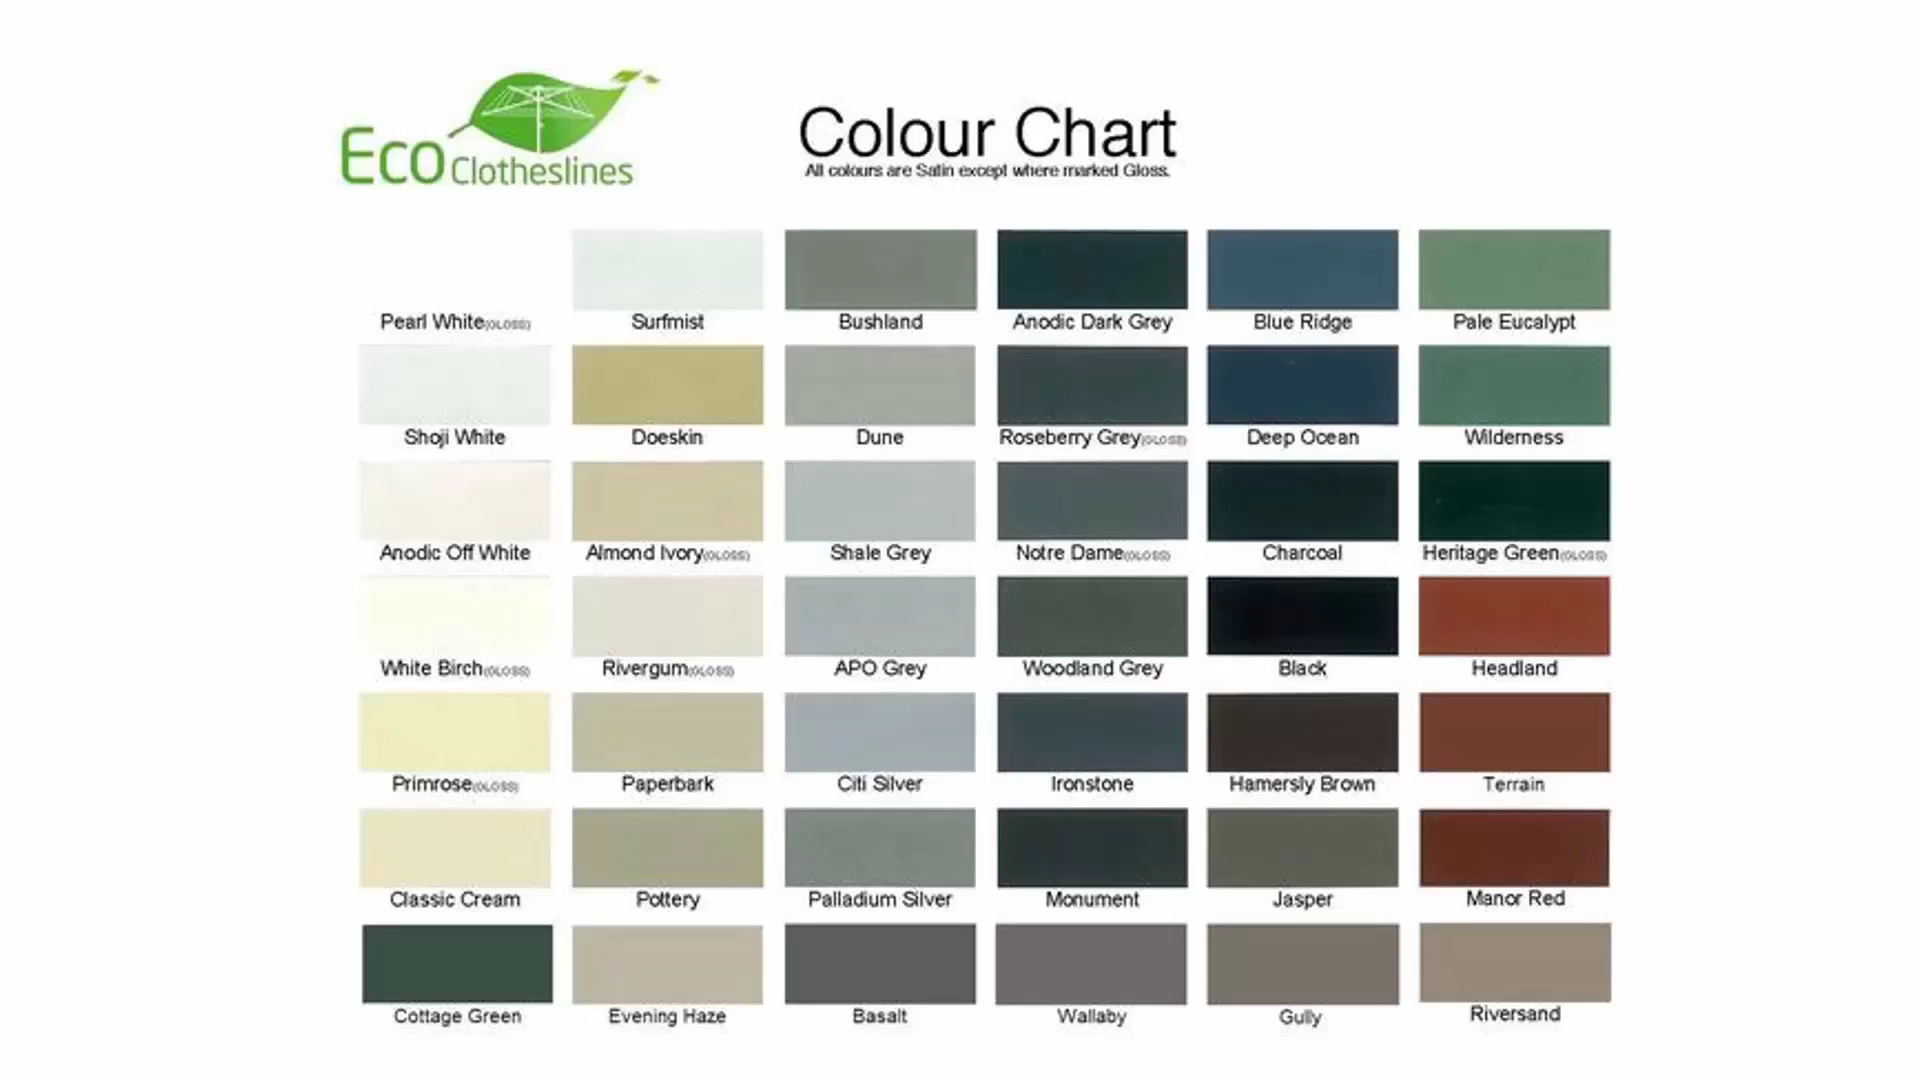 Eco Clotheslines
Colour Chart
All colours are Satin except where marked Gloss.
Pearl White(GLOSS) Surfmist Bushland Anodic Dark Grey Blue Ridge Pale Eucalypt
Shoji White Doeskin Dune Roseberry Grey(GLOSS) Deep Ocean Wilderness
Anodic Off White Almond Ivory(GLOSS) Shale Grey Notre Dame(GLOSS) Charcoal Heritage Green(GLOSS)
White Birch(GLOSS) Rivergum(GLOSS) APO Grey Woodland Grey Black Headland
Primrose(GLOSS) Paperbark Citi Silver Ironstone Hamersly Brown Terrain
Classic Cream Pottery Palladium Silver Monument Jasper Manor Red
Cottage Green Evening Haze Basalt Wallaby Gully Riversand